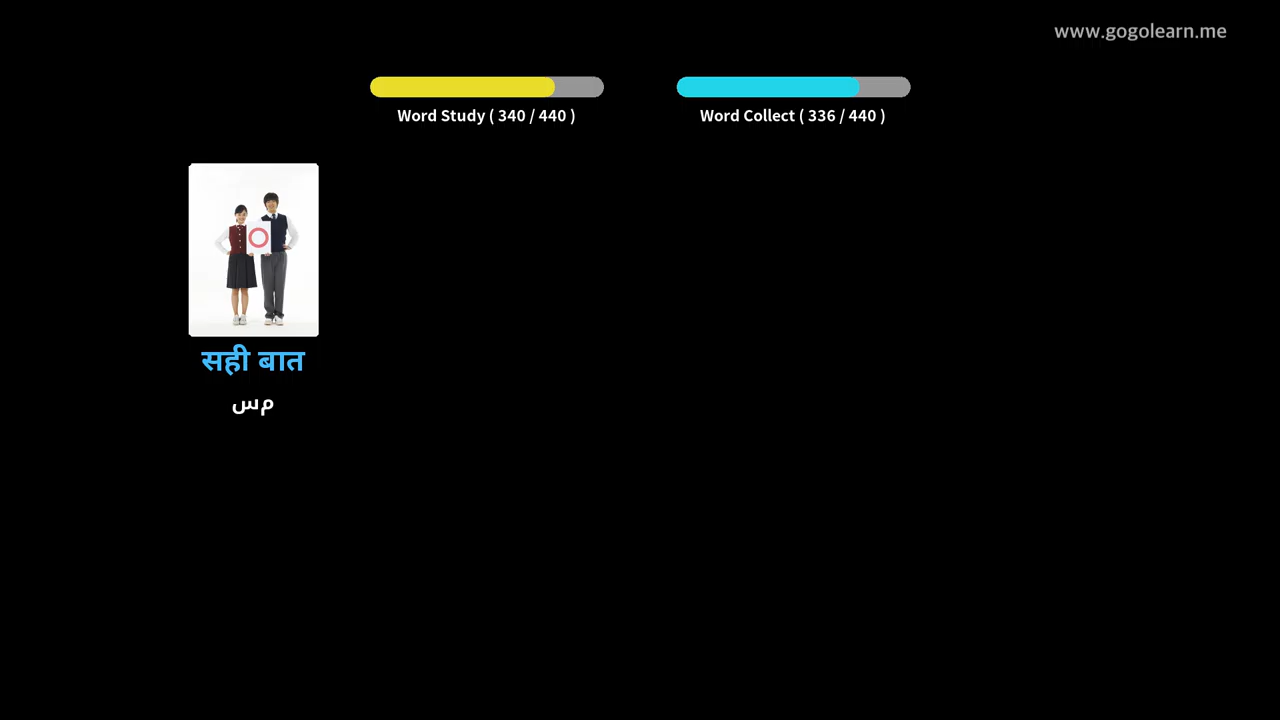 www.gogolearn.me
Word Study ( 340 / 440 )
Word Collect ( 336 / 440 )
सही बात
مس